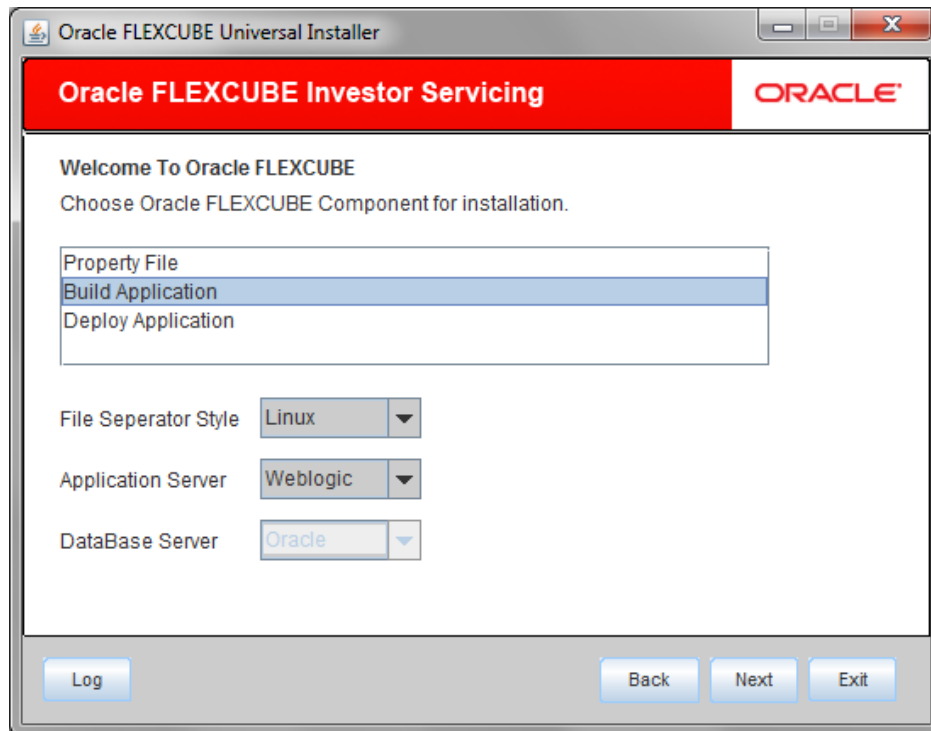 Oracle FLEXCUBE Universal Installer
Oracle FLEXCUBE Investor Servicing
ORACLE
Welcome To Oracle FLEXCUBE
Choose Oracle FLEXCUBE Component for installation.
Property File
Build Application
Deploy Application
File Seperator Style Linux
Application Server Weblogic
DataBase Server Oracle
Log Back Next Exit